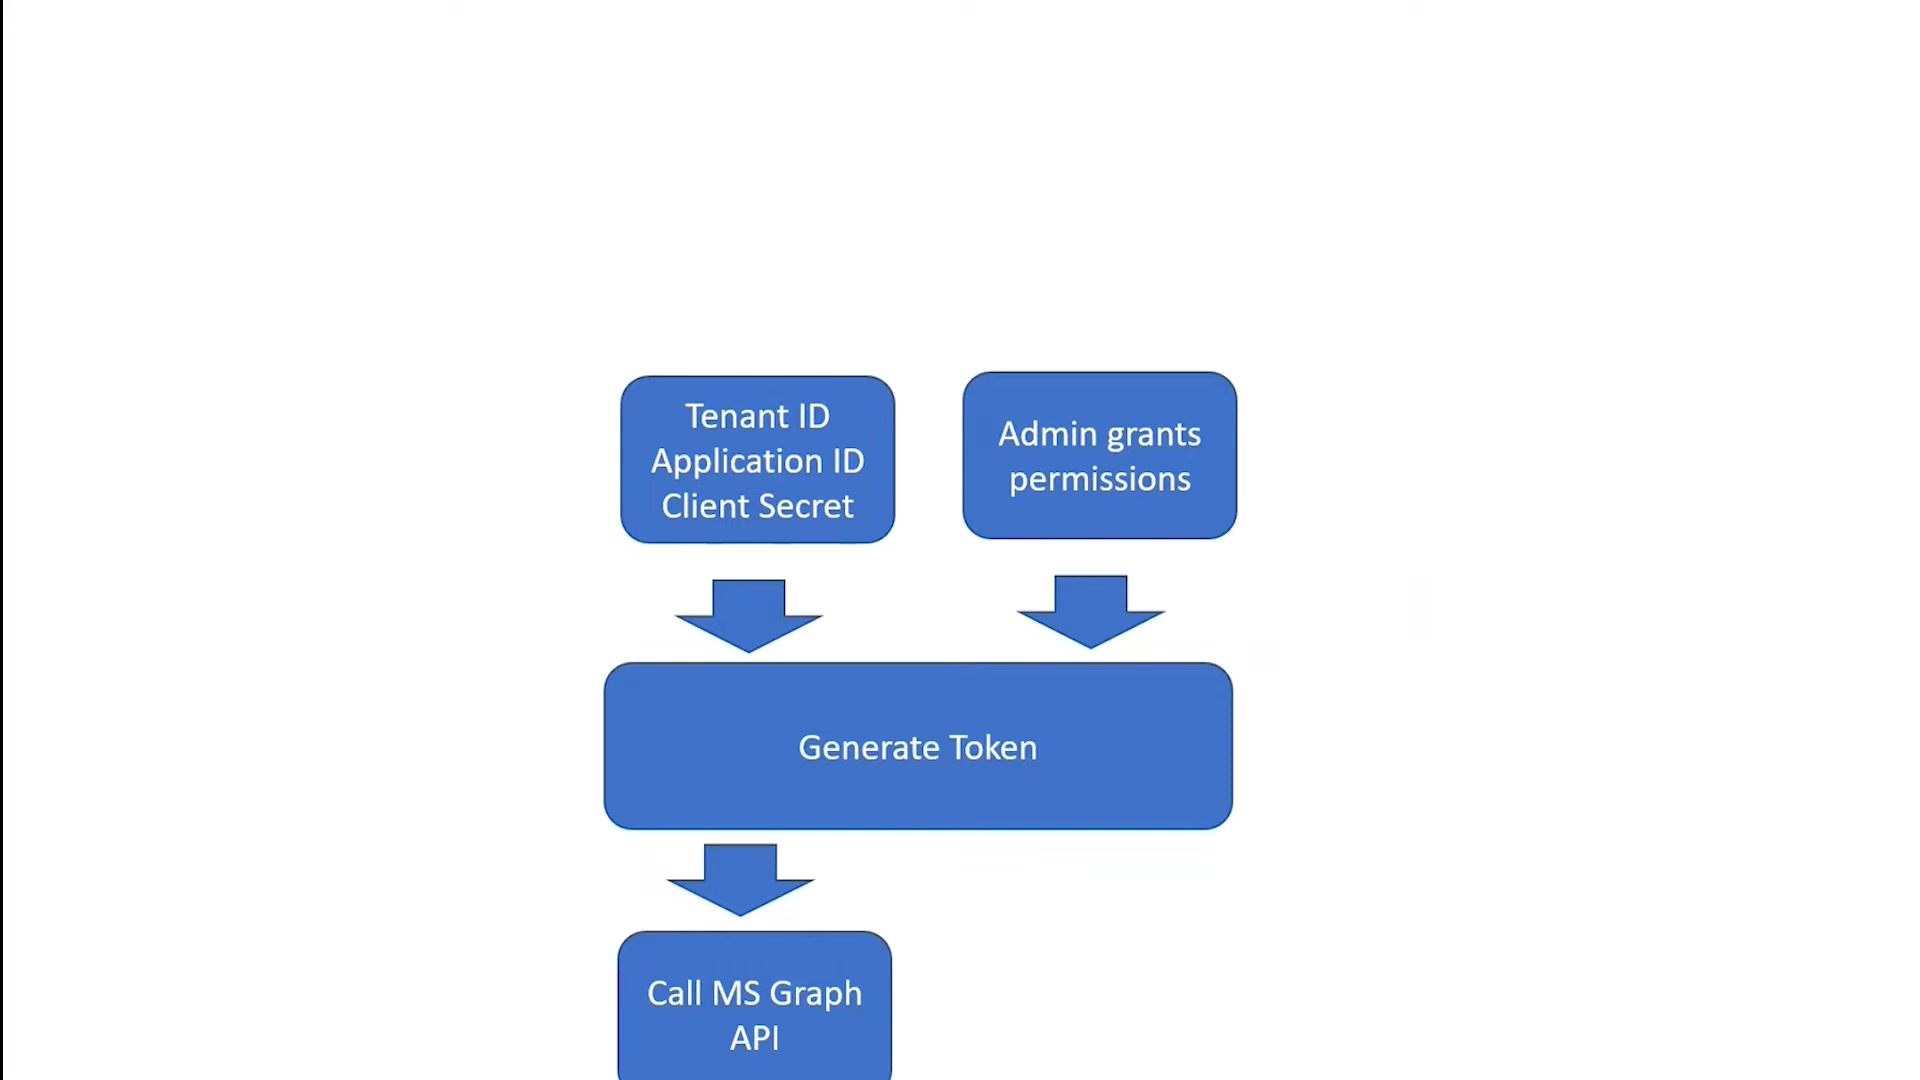 Tenant ID
Application ID
Client Secret
Admin grants
permissions
Generate Token
Call MS Graph
API